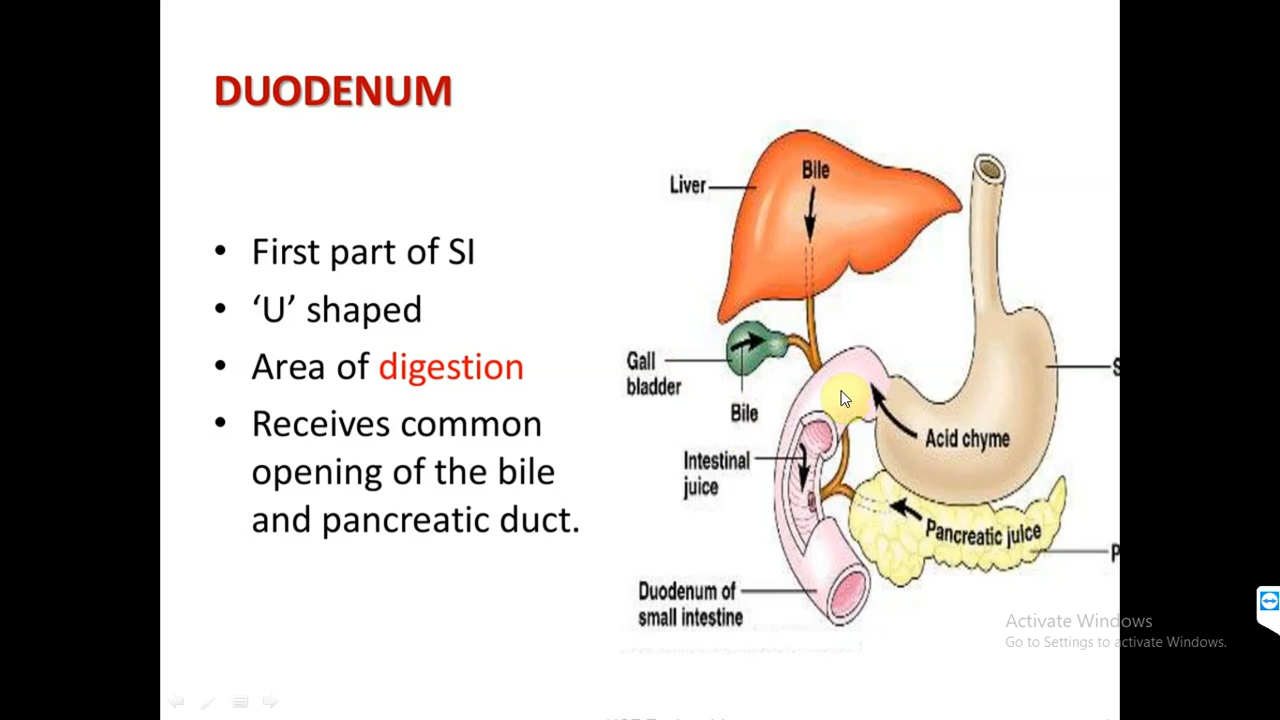 DUODENUM
• First part of SI
• ‘U’ shaped
• Area of digestion
• Receives common
opening of the bile
and pancreatic duct.
Liver
Bile
Gall
bladder
Bile
Acid chyme
Intestinal
juice
Pancreatic juice
Duodenum of
small intestine
S
P
Activate Windows
Go to Settings to activate Windows.